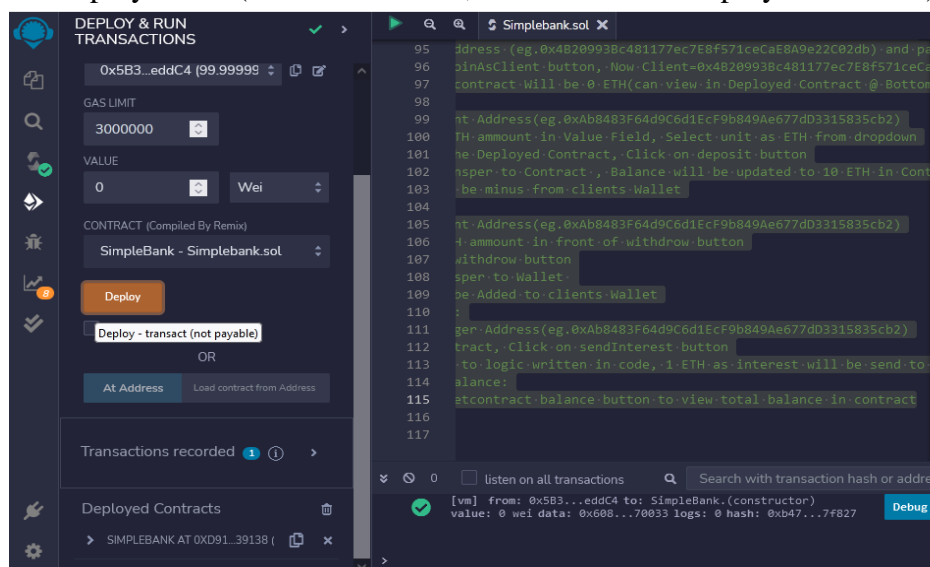 DEPLOY & RUN
TRANSACTIONS
0x5B3...eddC4 (99.99999
GAS LIMIT
3000000
VALUE
0 Wei
CONTRACT (Compiled By Remix)
SimpleBank - Simplebank.sol
Deploy
Deploy - transact (not payable)
OR
At Address Load contract from Address
Transactions recorded 1 i
Deployed Contracts
SIMPLEBANK AT 0XD91...39138 (
8
Simplebank.sol
95 ddress (eg.0x4B20993Bc481177ec7E8f571ceCaE8A9e22C02db) and pa
96 oinAsClient button, Now Client=0x4B20993Bc481177ec7E8f571ceCa
97 contract Will be 0 ETH(can view in Deployed Contract @ Bottom
98
99 nt Address(eg.0xAb8483F64d9C6d1EcF9b849Ae677dD3315835cb2)
100 TH ammount in Value Field, Select unit as ETH from dropdown
101 he Deployed Contract, Click on deposit button
102 nsper to Contract , Balance will be updated to 10 ETH in Cont
103 be minus from clients Wallet
104
105 nt Address(eg.0xAb8483F64d9C6d1EcF9b849Ae677dD3315835cb2)
106 H ammount in front of withdrow button
107 withdrow button
108 nsper to Wallet
109 be Added to clients Wallet
110 :
111 ger Address(eg.0xAb8483F64d9C6d1EcF9b849Ae677dD3315835cb2)
112 tract, Click on sendInterest button
113 to logic written in code, 1 ETH as interest will be send to
114 alance:
115 etcontract balance button to view total balance in contract
116
117
0 listen on all transactions Search with transaction hash or addre
[vm] from: 0x5B3...eddC4 to: SimpleBank.(constructor)
value: 0 wei data: 0x608...70033 logs: 0 hash: 0xb47...7f827
Debug
>